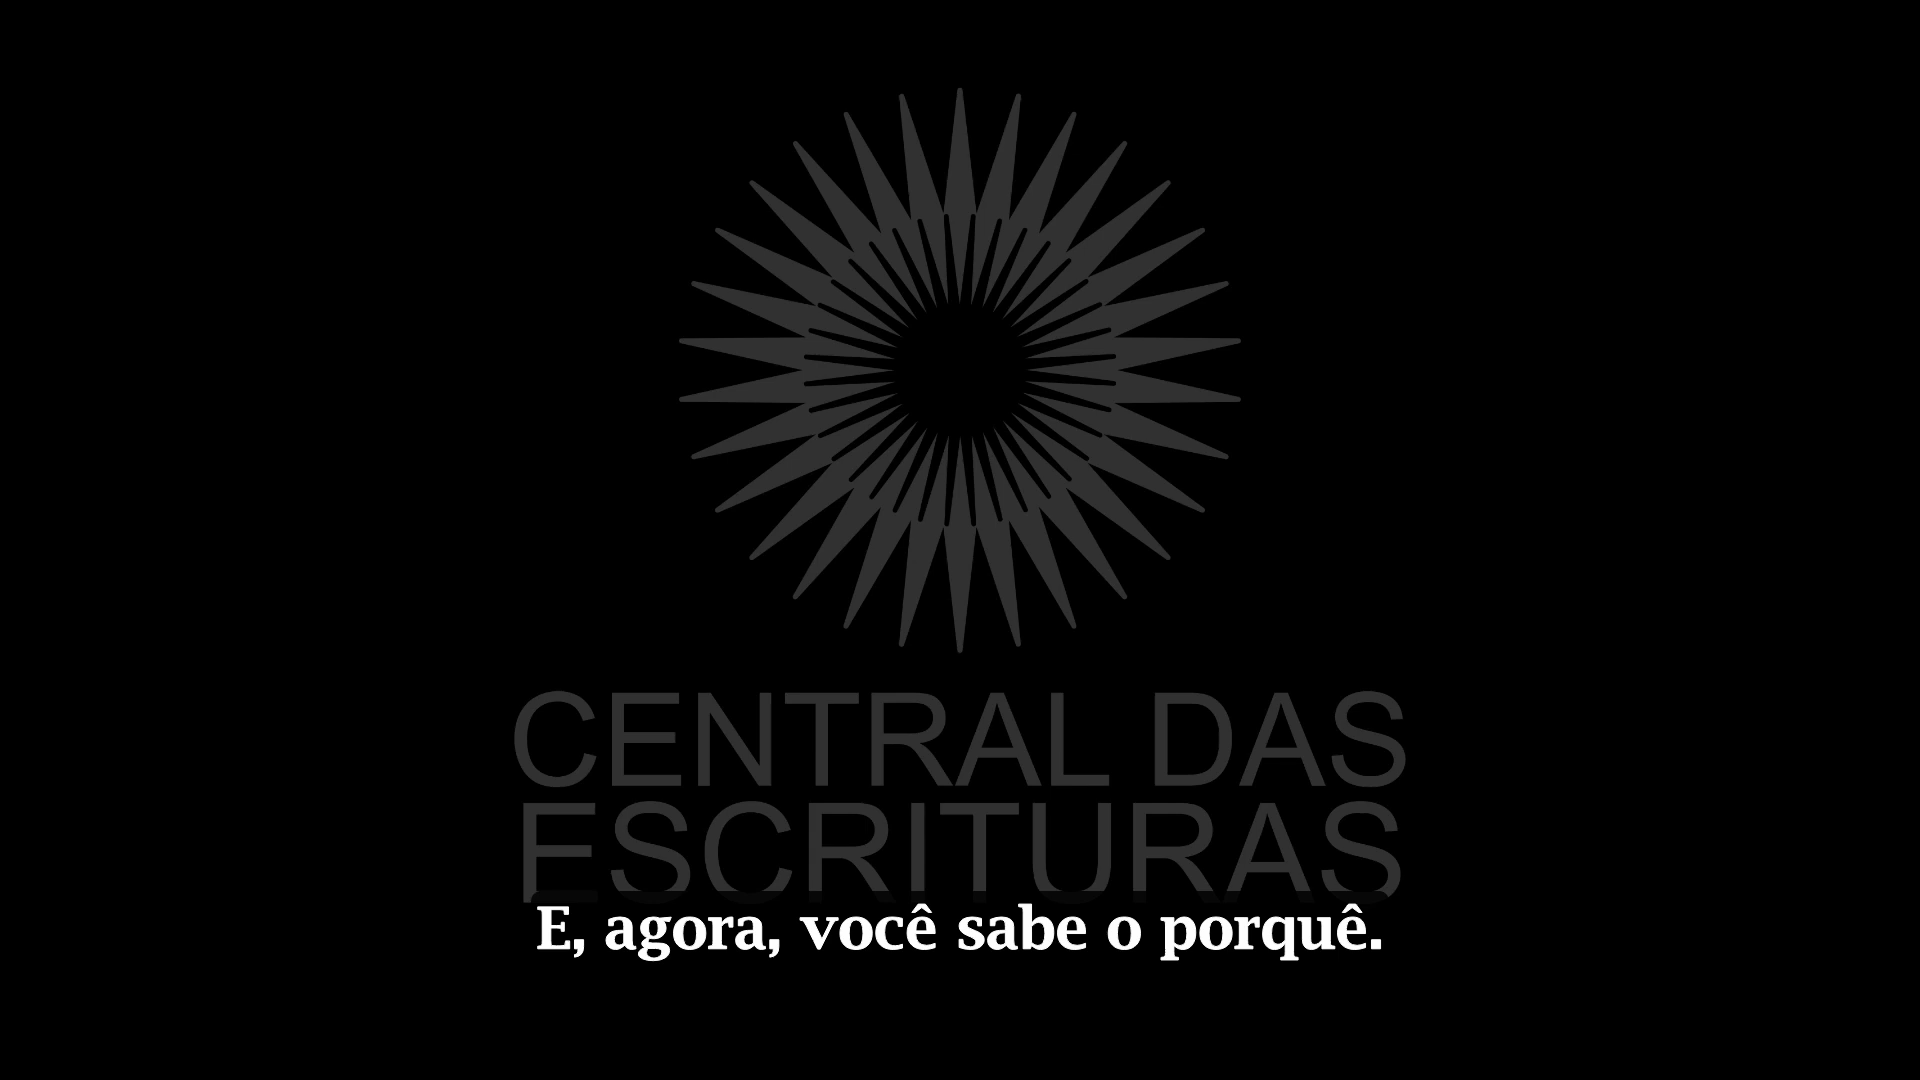 CENTRAL DAS
ESCRITURAS
E, agora, você sabe o porquê.